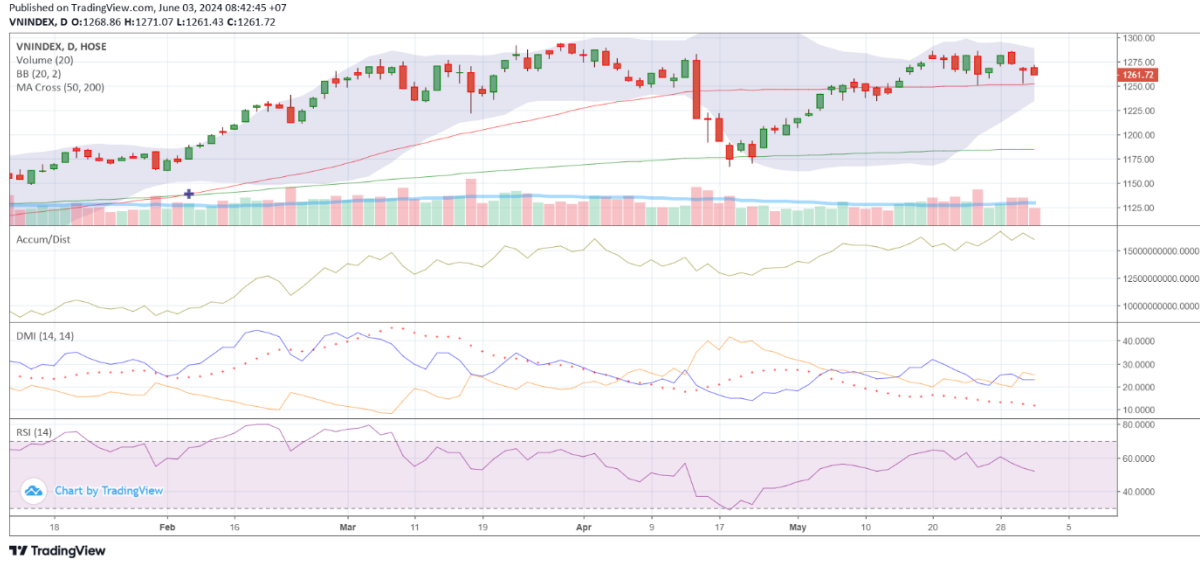 Published on TradingView.com, June 03, 2024 08:42:45 +07
VNINDEX, D O:1268.86 H:1271.07 L:1261.43 C:1261.72
VNINDEX, D, HOSE
Volume (20)
BB (20, 2)
MA Cross (50, 200)
1300.00
1275.00
1261.72
1250.00
1225.00
1200.00
1175.00
1150.00
1125.00
Accum/Dist
15000000000.0000
12500000000.0000
10000000000.0000
DMI (14, 14)
40.0000
30.0000
20.0000
10.0000
RSI (14)
80.0000
60.0000
40.0000
Chart by TradingView
18 Feb 16 Mar 11 19 Apr 9 17 May 10 20 28 5
TradingView